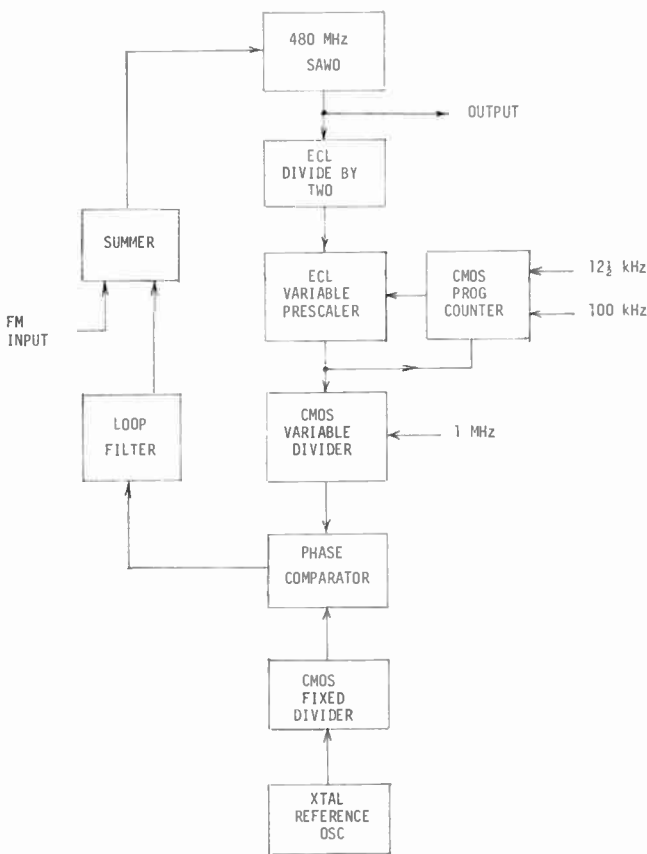 480 MHz
SAWO
OUTPUT
ECL
DIVIDE BY
TWO
SUMMER
ECL
VARIABLE
PRESCALER
CMOS
PROG
COUNTER
12½ kHz
100 kHz
FM
INPUT
LOOP
FILTER
CMOS
VARIABLE
DIVIDER
1 MHz
PHASE
COMPARATOR
CMOS
FIXED
DIVIDER
XTAL
REFERENCE
OSC